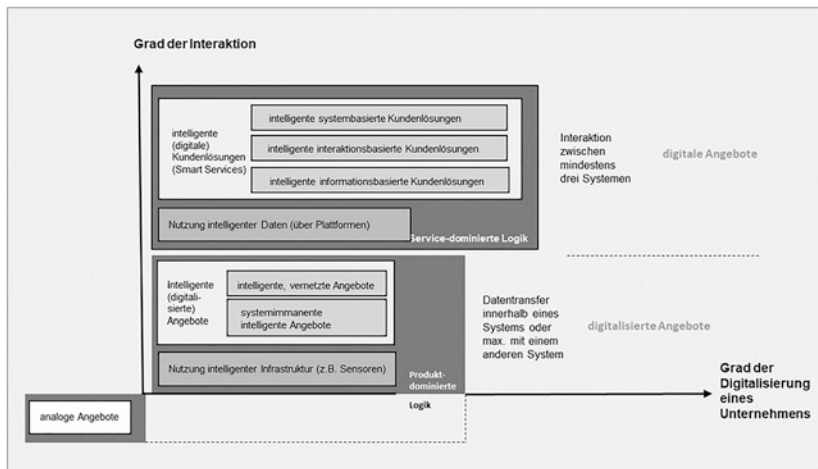 Grad der Interaktion
intelligente
(digitale)
Kundenlösungen
(Smart Services)
intelligente systembasierte Kundenlösungen
intelligente interaktionsbasierte Kundenlösungen
intelligente informationsbasierte Kundenlösungen
Nutzung intelligenter Daten (über Plattformen)
Service-dominierte Logik
Interaktion
zwischen
mindestens
drei Systemen
digitale Angebote
Intelligente
(digitali-
sierte)
Angebote
intelligente, vernetzte Angebote
systemimmanente
intelligente Angebote
Nutzung intelligenter Infrastruktur (z.B. Sensoren)
Produkt-
dominierte
Logik
Datentransfer
innerhalb eines
Systems oder
max. mit einem
anderen System
digitalisierte Angebote
Grad der
Digitalisierung
eines
Unternehmens
analoge Angebote